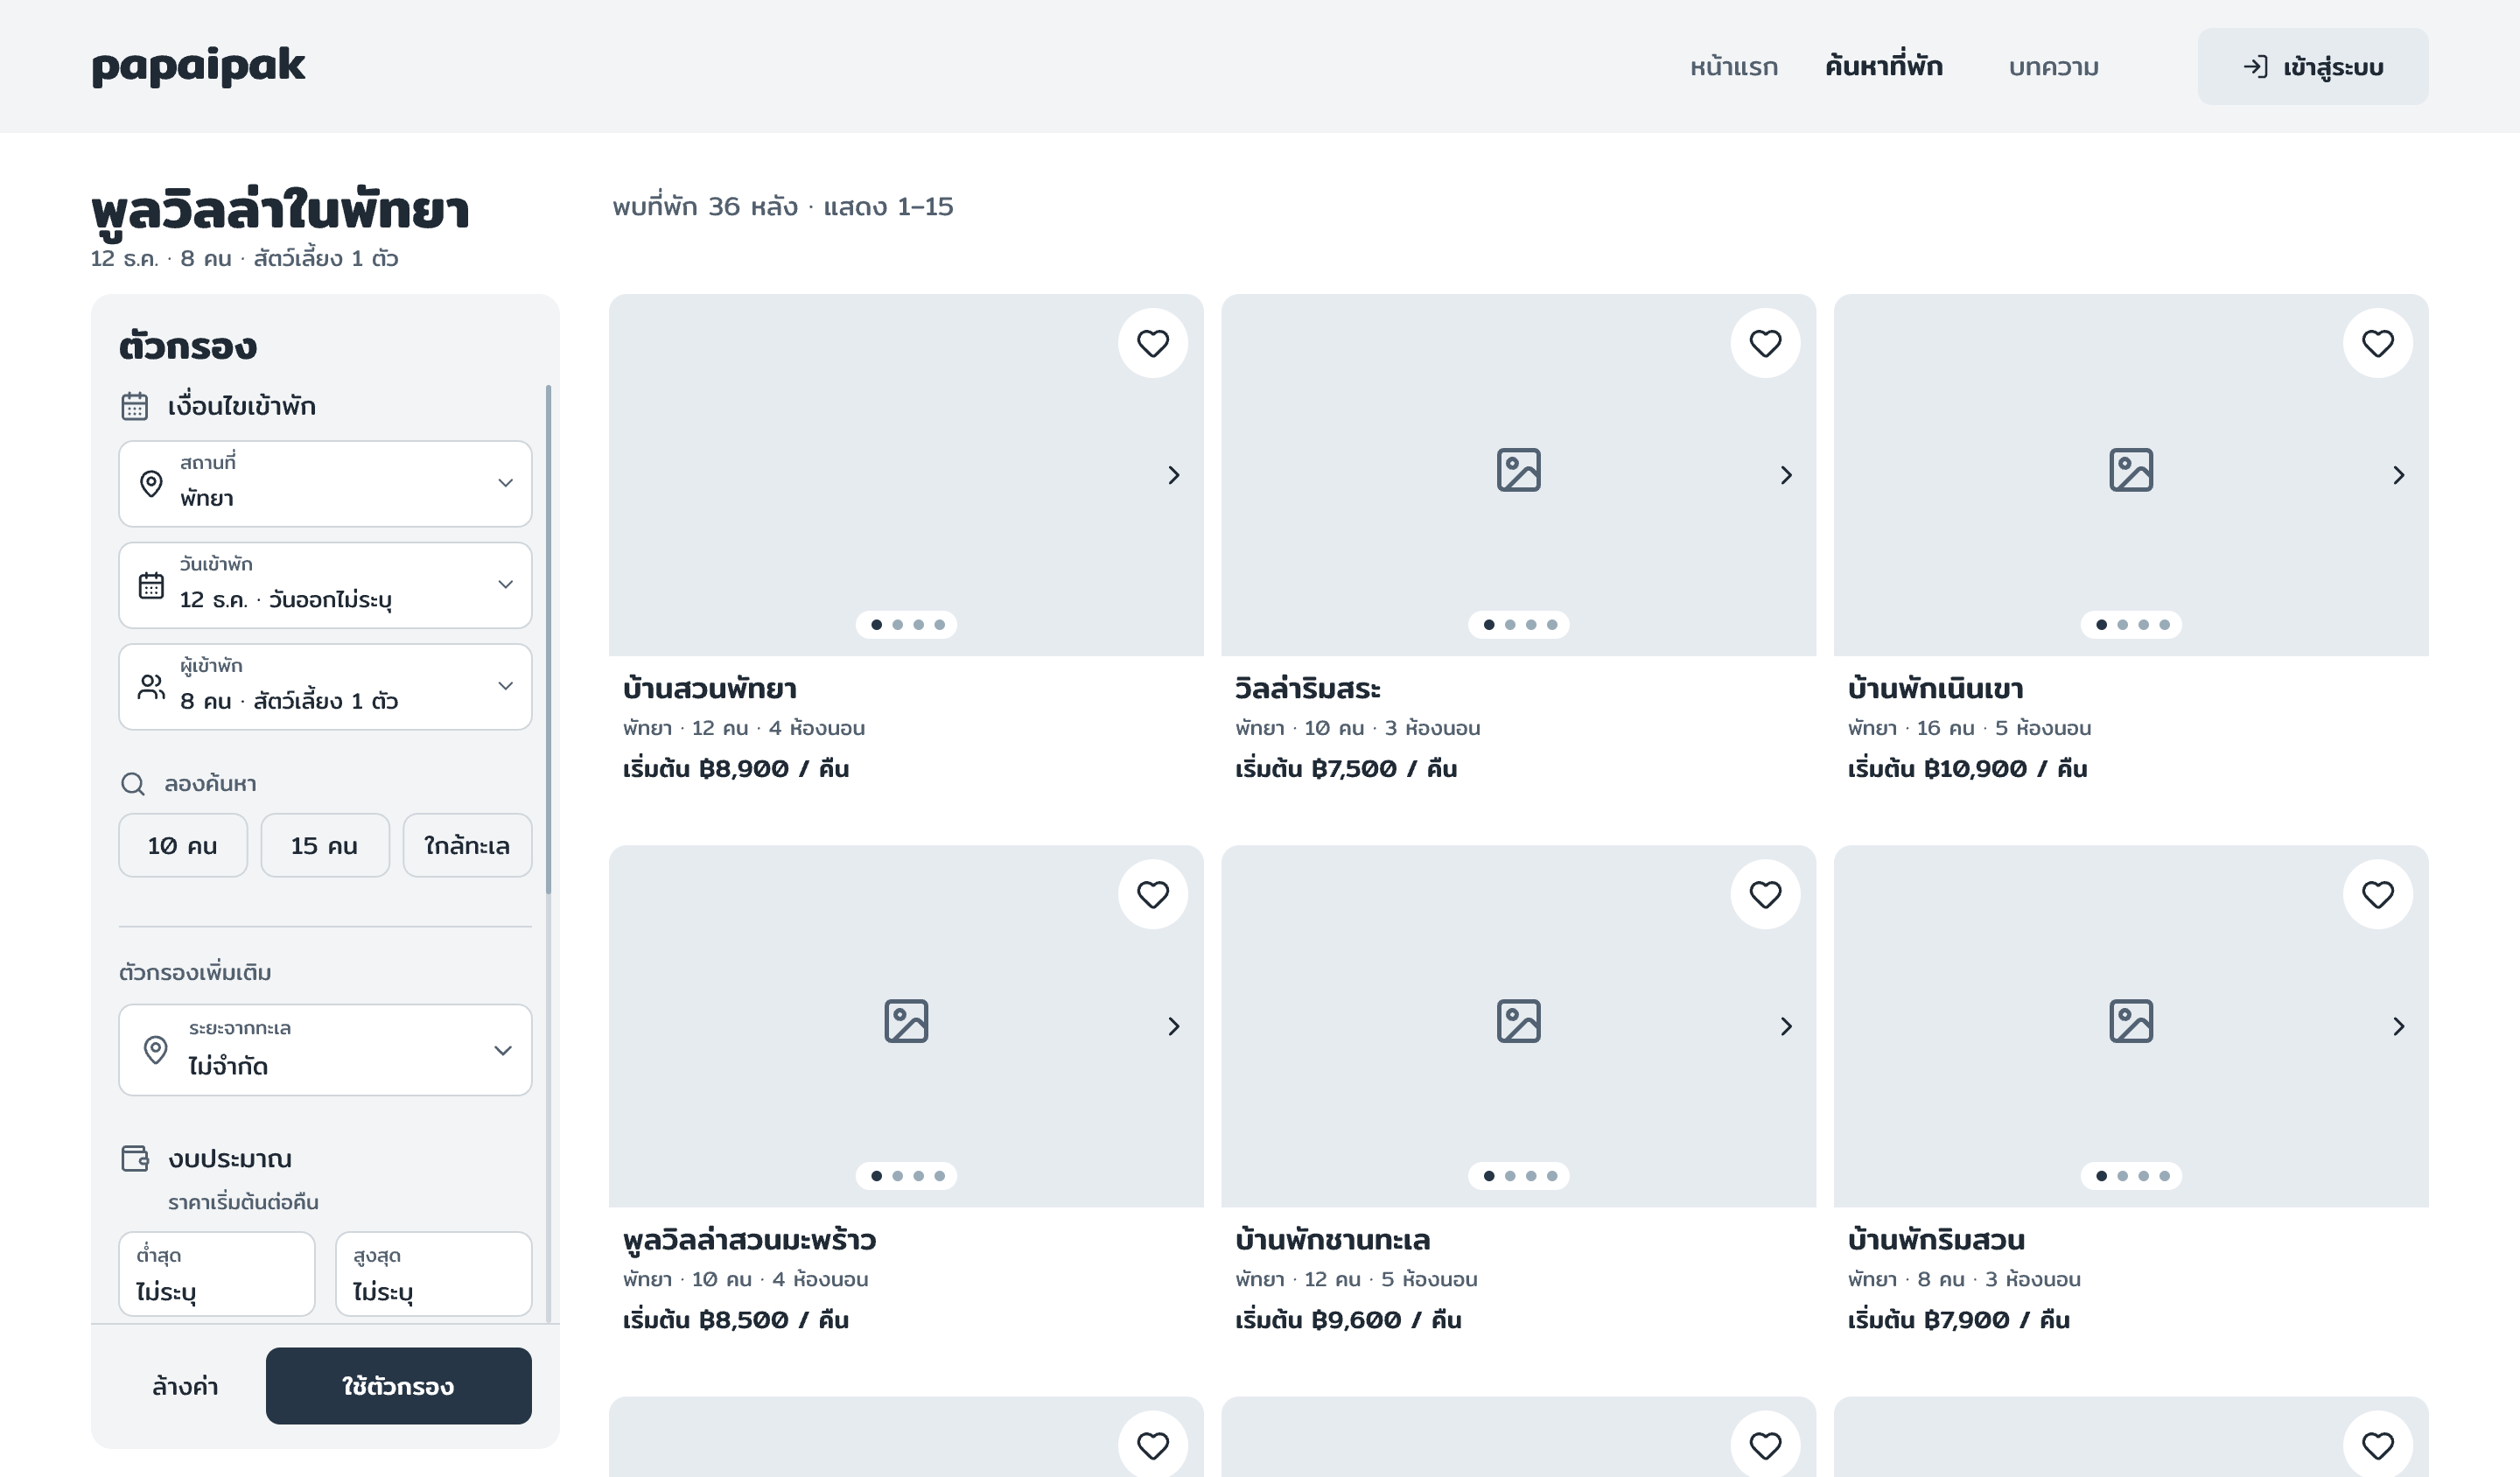 papaipak
หน้าแรก
ค้นหาที่พัก
บทความ
เข้าสู่ระบบ
พูลวิลล่าในพัทยา
12 ธ.ค. · 8 คน · สัตว์เลี้ยง 1 ตัว
พบที่พัก 36 หลัง · แสดง 1–15
ตัวกรอง
เงื่อนไขเข้าพัก
สถานที่
พัทยา
วันเข้าพัก
12 ธ.ค. · วันออกไม่ระบุ
ผู้เข้าพัก
8 คน · สัตว์เลี้ยง 1 ตัว
ลองค้นหา
10 คน
15 คน
ใกล้ทะเล
ตัวกรองเพิ่มเติม
ระยะจากทะเล
ไม่จำกัด
งบประมาณ
ราคาเริ่มต้นต่อคืน
ต่ำสุด
ไม่ระบุ
สูงสุด
ไม่ระบุ
ล้างค่า
ใช้ตัวกรอง
บ้านสวนพัทยา
พัทยา · 12 คน · 4 ห้องนอน
เริ่มต้น ฿8,900 / คืน
วิลล่าริมสระ
พัทยา · 10 คน · 3 ห้องนอน
เริ่มต้น ฿7,500 / คืน
บ้านพักเนินเขา
พัทยา · 16 คน · 5 ห้องนอน
เริ่มต้น ฿10,900 / คืน
พูลวิลล่าสวนมะพร้าว
พัทยา · 10 คน · 4 ห้องนอน
เริ่มต้น ฿8,500 / คืน
บ้านพักชานทะเล
พัทยา · 12 คน · 5 ห้องนอน
เริ่มต้น ฿9,600 / คืน
บ้านพักริมสวน
พัทยา · 8 คน · 3 ห้องนอน
เริ่มต้น ฿7,900 / คืน